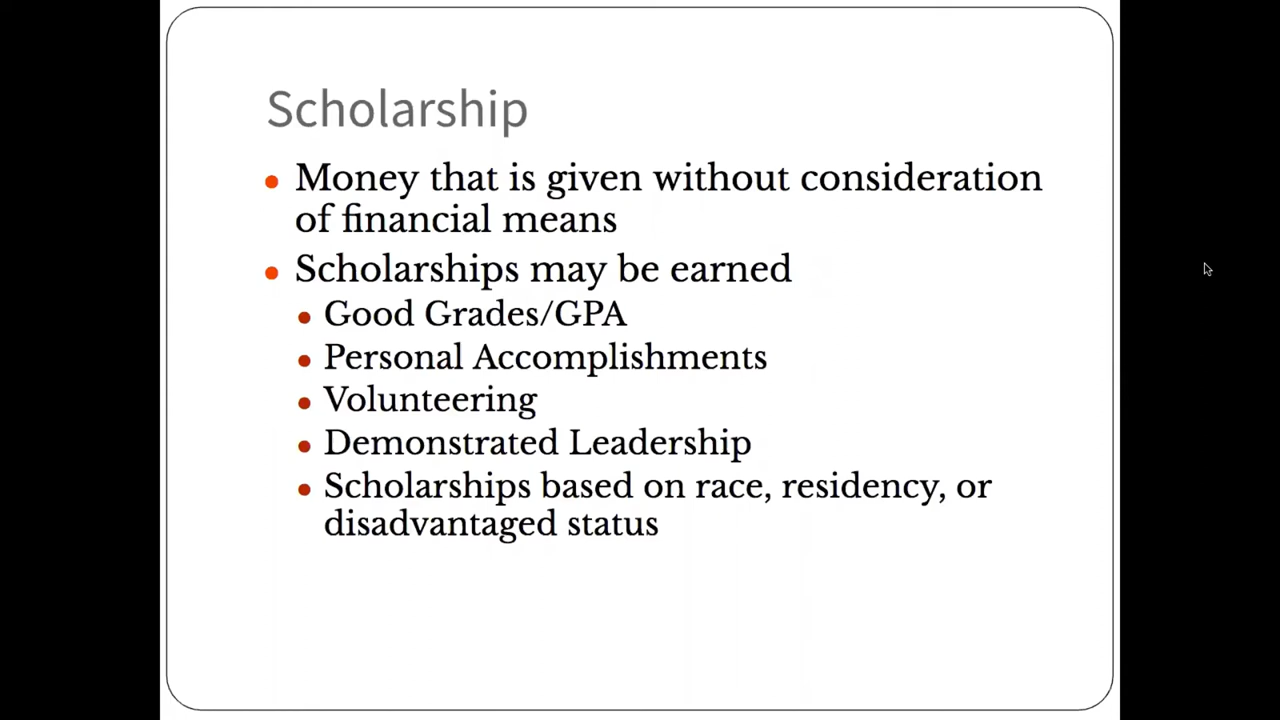 Scholarship
Money that is given without consideration
of financial means
Scholarships may be earned
Good Grades/GPA
Personal Accomplishments
Volunteering
Demonstrated Leadership
Scholarships based on race, residency, or
disadvantaged status